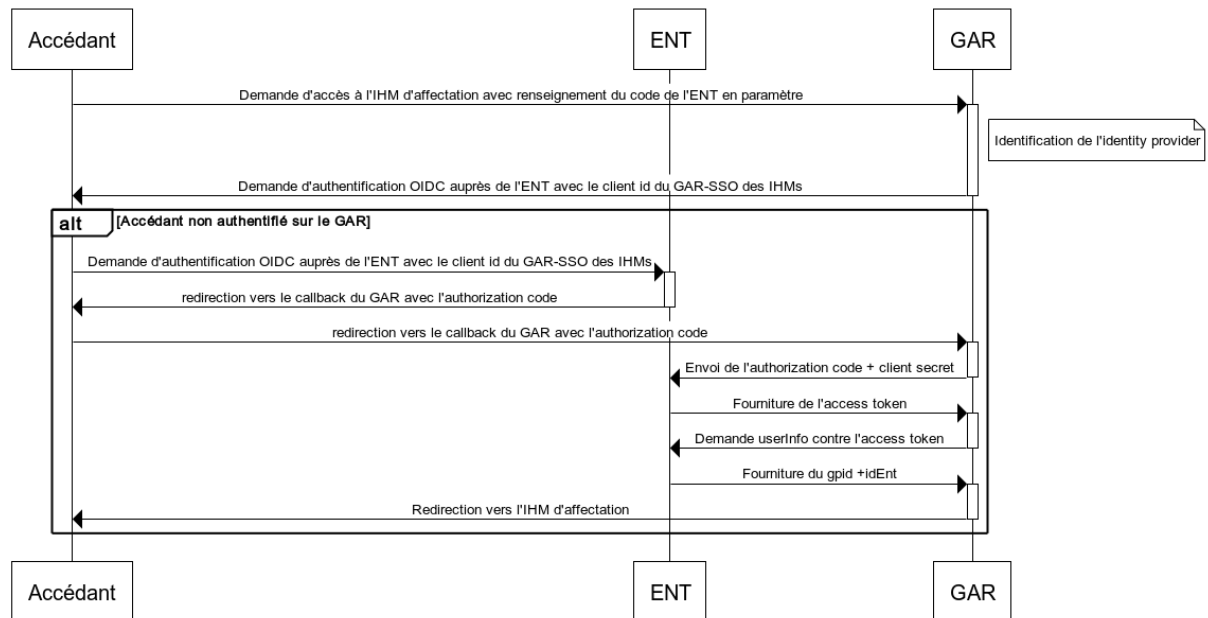 Accédant
ENT
GAR
Demande d'accès à l'IHM d'affectation avec renseignement du code de l'ENT en paramètre
Identification de l'identity provider
Demande d'authentification OIDC auprès de l'ENT avec le client id du GAR-SSO des IHMs
alt
[Accédant non authentifié sur le GAR]
Demande d'authentification OIDC auprès de l'ENT avec le client id du GAR-SSO des IHMs
redirection vers le callback du GAR avec l'authorization code
redirection vers le callback du GAR avec l'authorization code
Envoi de l'authorization code + client secret
Fourniture de l'access token
Demande userInfo contre l'access token
Fourniture du gpid +idEnt
Redirection vers l'IHM d'affectation
Accédant
ENT
GAR